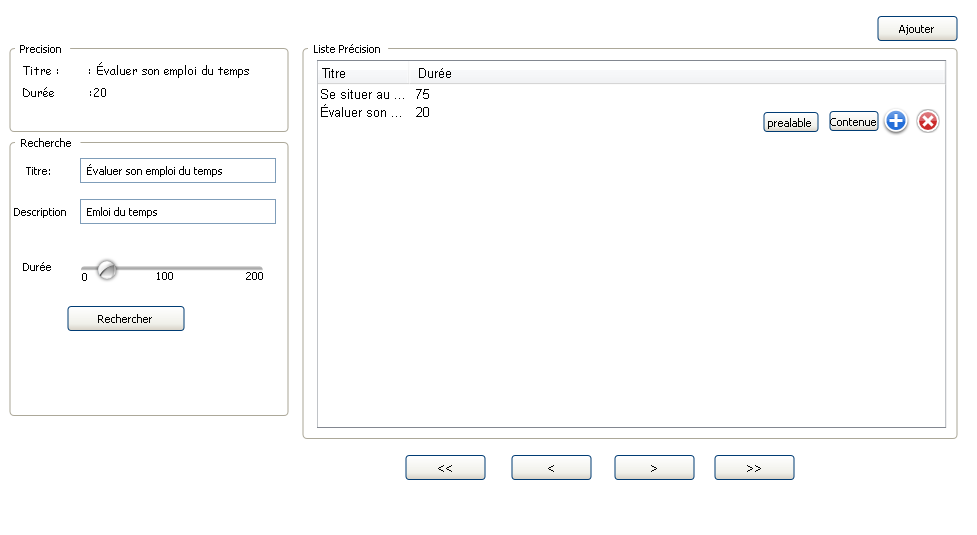 Ajouter
Precision
Titre : : Évaluer son emploi du temps
Durée :20
Recherche
Titre: Évaluer son emploi du temps
Description Emloi du temps
Durée
0 100 200
Rechercher
Liste Précision
Titre Durée
Se situer au ... 75
Évaluer son ... 20
prealable Contenue
<< < > >>